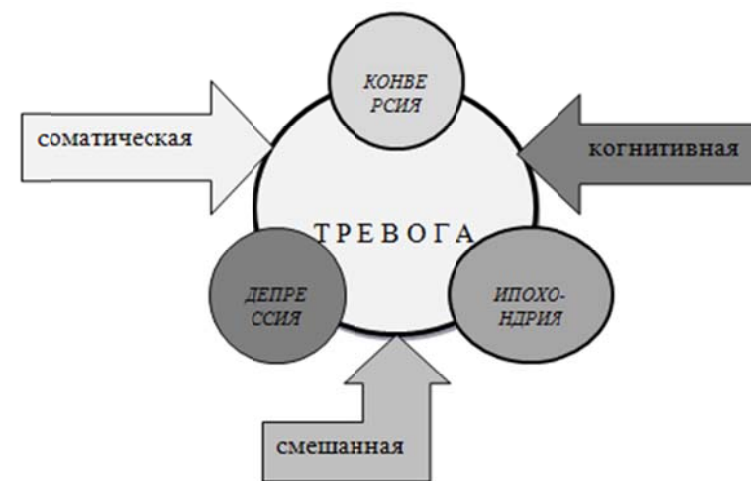 КОНВЕ
РСИЯ
соматическая
когнитивная
ТРЕВОГА
ДЕПРЕ
ССИЯ
ИПОХО-
НДРИЯ
смешанная